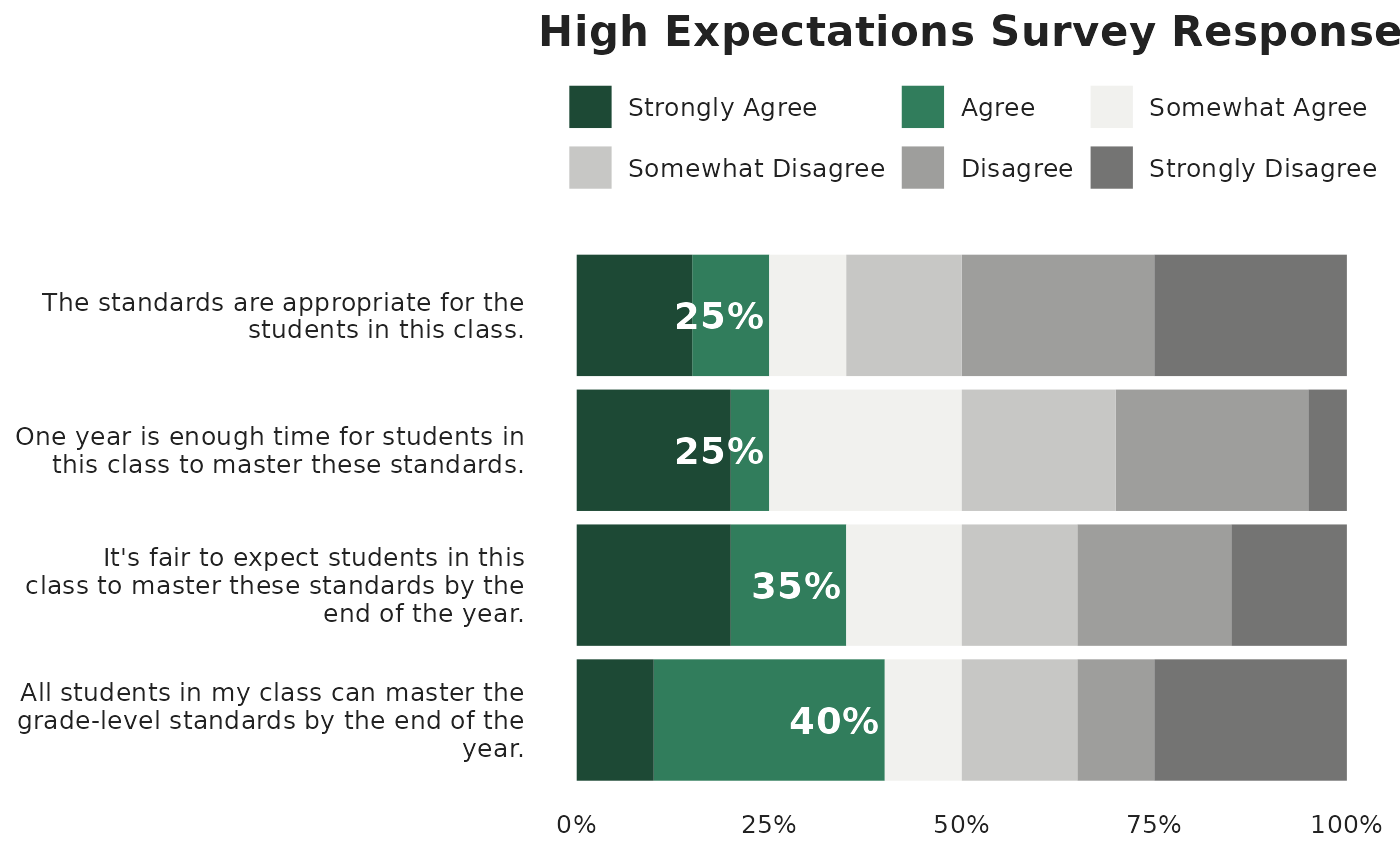 High Expectations Survey Response
Strongly Agree
Agree
Somewhat Agree
Somewhat Disagree
Disagree
Strongly Disagree
The standards are appropriate for the
students in this class.
25%
One year is enough time for students in
this class to master these standards.
25%
It's fair to expect students in this
class to master these standards by the
end of the year.
35%
All students in my class can master the
grade-level standards by the end of the
year.
40%
0%
25%
50%
75%
100%